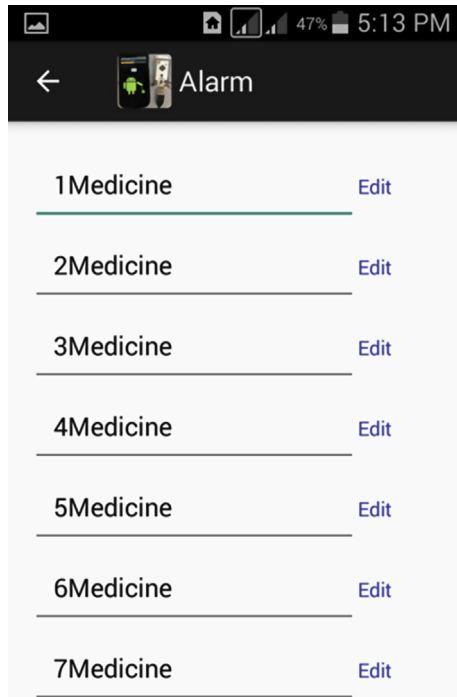 47% 5:13 PM
Alarm
1Medicine Edit
2Medicine Edit
3Medicine Edit
4Medicine Edit
5Medicine Edit
6Medicine Edit
7Medicine Edit